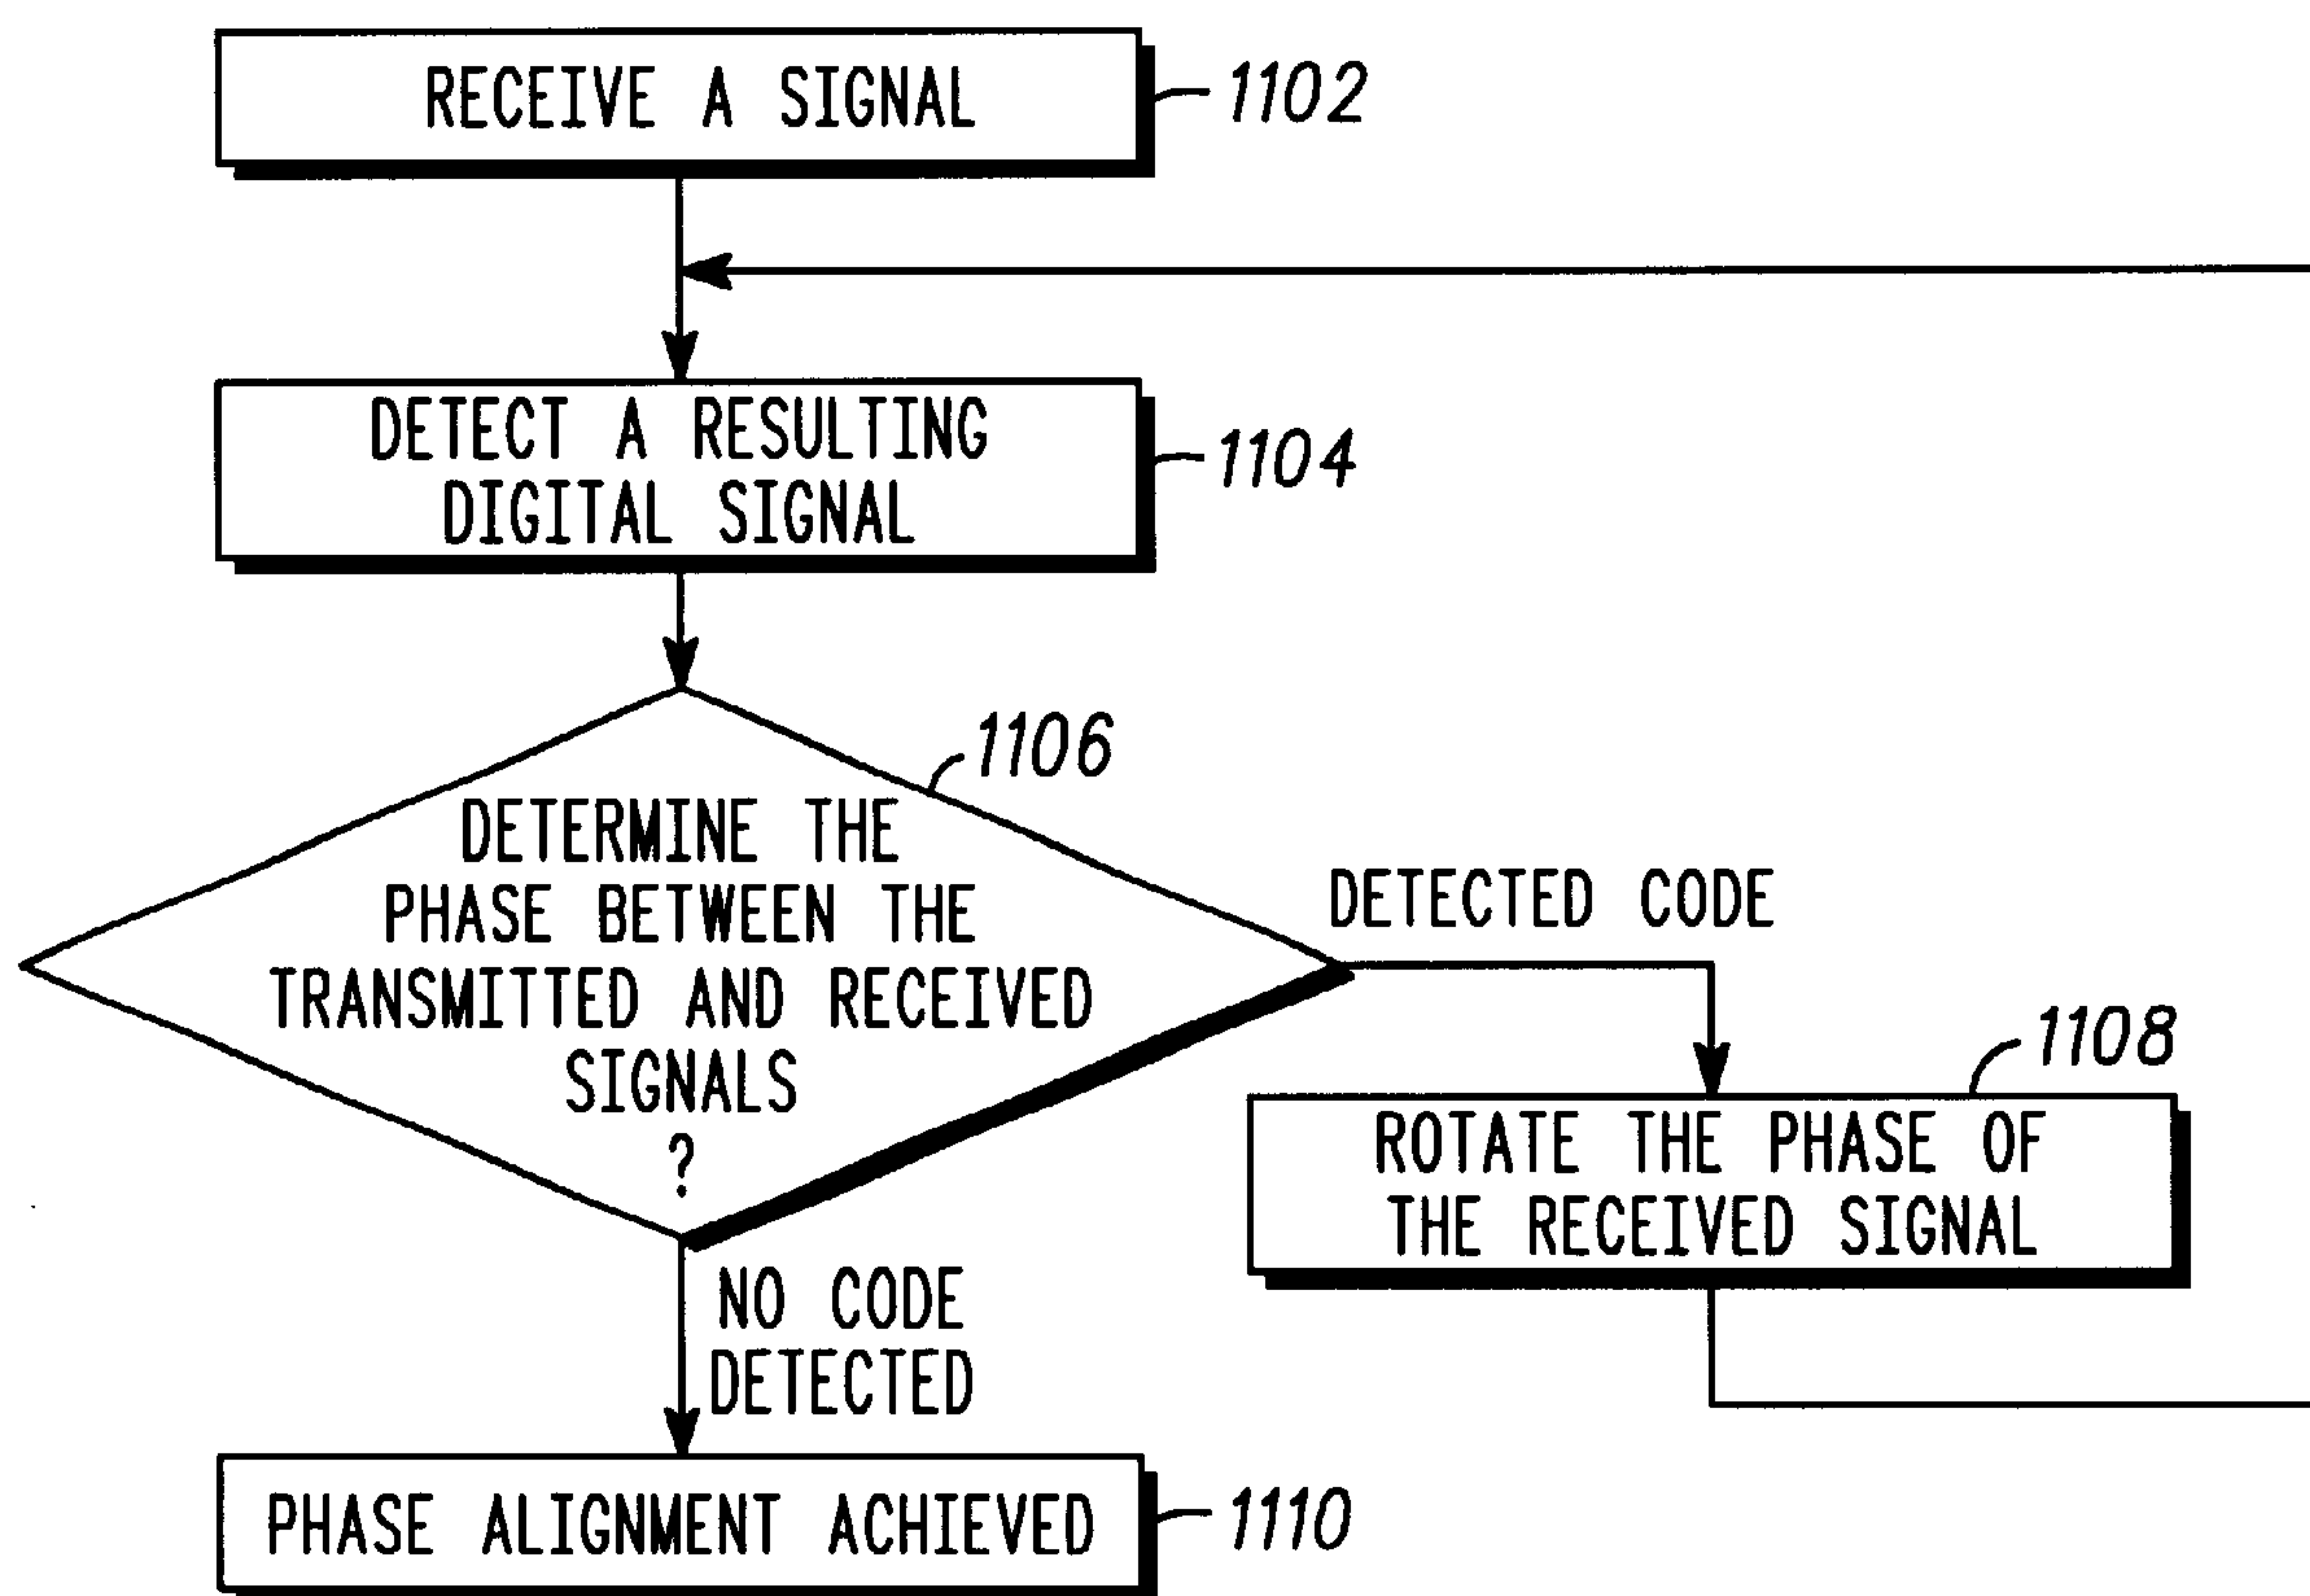 RECEIVE A SIGNAL
1102
DETECT A RESULTING
DIGITAL SIGNAL
1104
1106
DETERMINE THE
PHASE BETWEEN THE
TRANSMITTED AND RECEIVED
SIGNALS
?
DETECTED CODE
1108
ROTATE THE PHASE OF
THE RECEIVED SIGNAL
NO CODE
DETECTED
PHASE ALIGNMENT ACHIEVED
1110